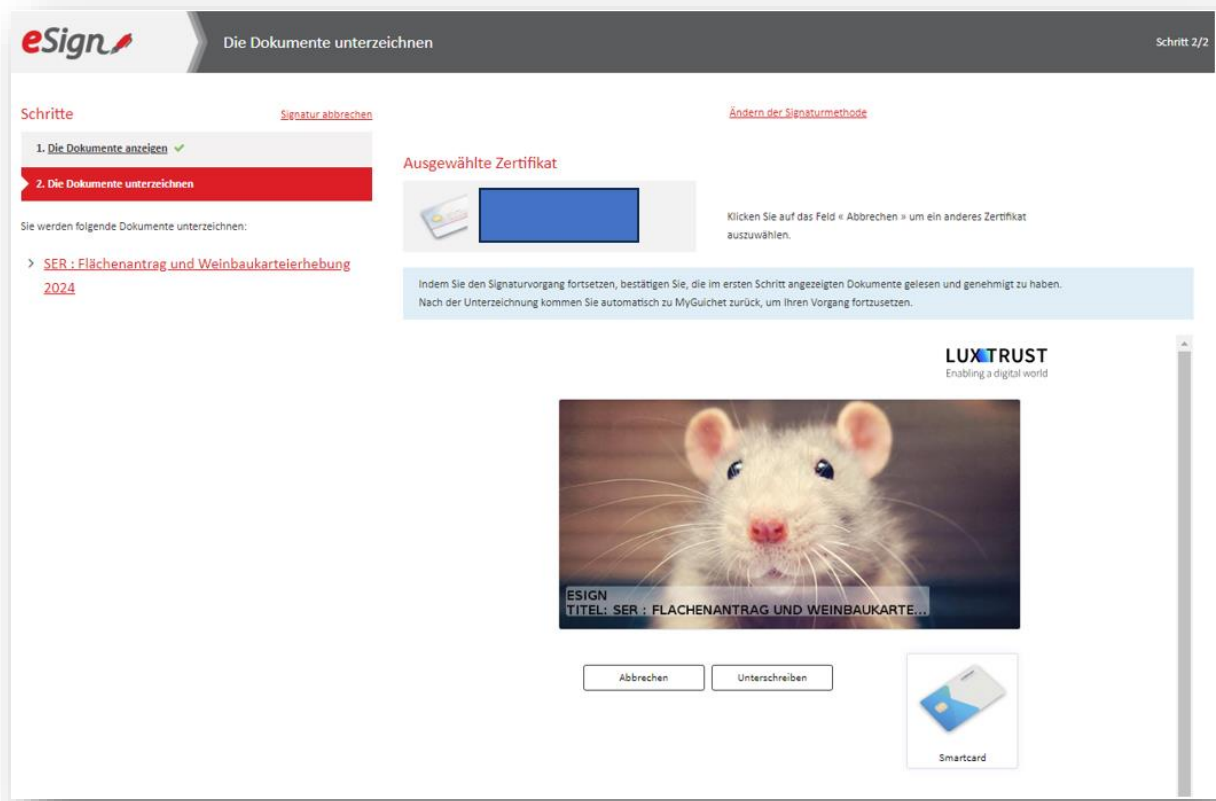 eSign
Die Dokumente unterzeichnen
Schritt 2/2
Schritte
Signatur abbrechen
1. Die Dokumente anzeigen
2. Die Dokumente unterzeichnen
Sie werden folgende Dokumente unterzeichnen:
SER : Flächenantrag und Weinbaukarteierhebung
2024
Ändern der Signaturmethode
Ausgewählte Zertifikat
Klicken Sie auf das Feld « Abbrechen » um ein anderes Zertifikat
auszuwählen.
Indem Sie den Signaturvorgang fortsetzen, bestätigen Sie, die im ersten Schritt angezeigten Dokumente gelesen und genehmigt zu haben.
Nach der Unterzeichnung kommen Sie automatisch zu MyGuichet zurück, um Ihren Vorgang fortzusetzen.
LUXTRUST
Enabling a digital world
ESIGN
TITEL: SER : FLACHENANTRAG UND WEINBAUKARTE...
Abbrechen
Unterschreiben
Smartcard